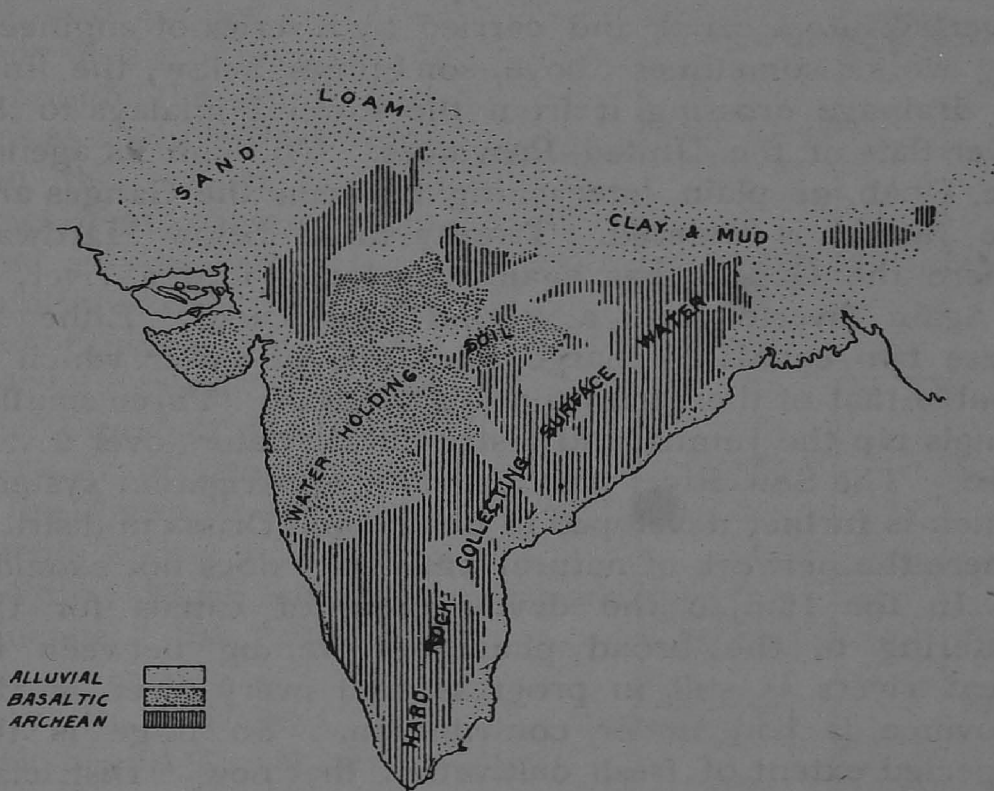 LOAM
SAND
CLAY & MUD
WATER HOLDING SOIL
HARD ROCK COLLECTING SURFACE WATER
ALLUVIAL
BASALTIC
ARCHEAN